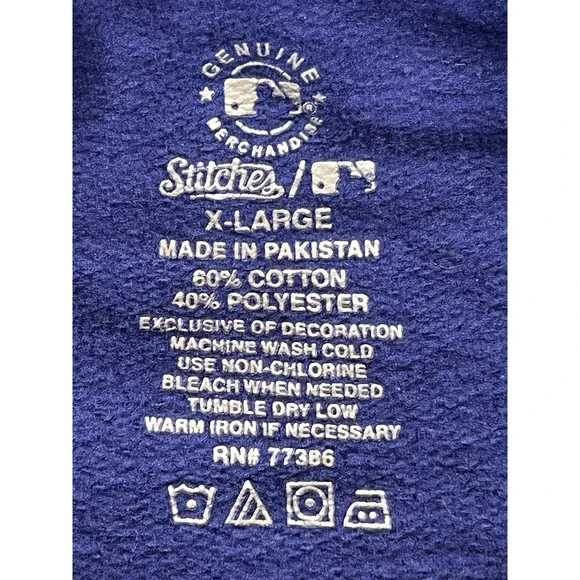 GENUINE
MERCHANDISE
Stitches /
X-LARGE
MADE IN PAKISTAN
60% COTTON
40% POLYESTER
EXCLUSIVE OF DECORATION
MACHINE WASH COLD
USE NON-CHLORINE
BLEACH WHEN NEEDED
TUMBLE DRY LOW
WARM IRON IF NECESSARY
RN# 77386